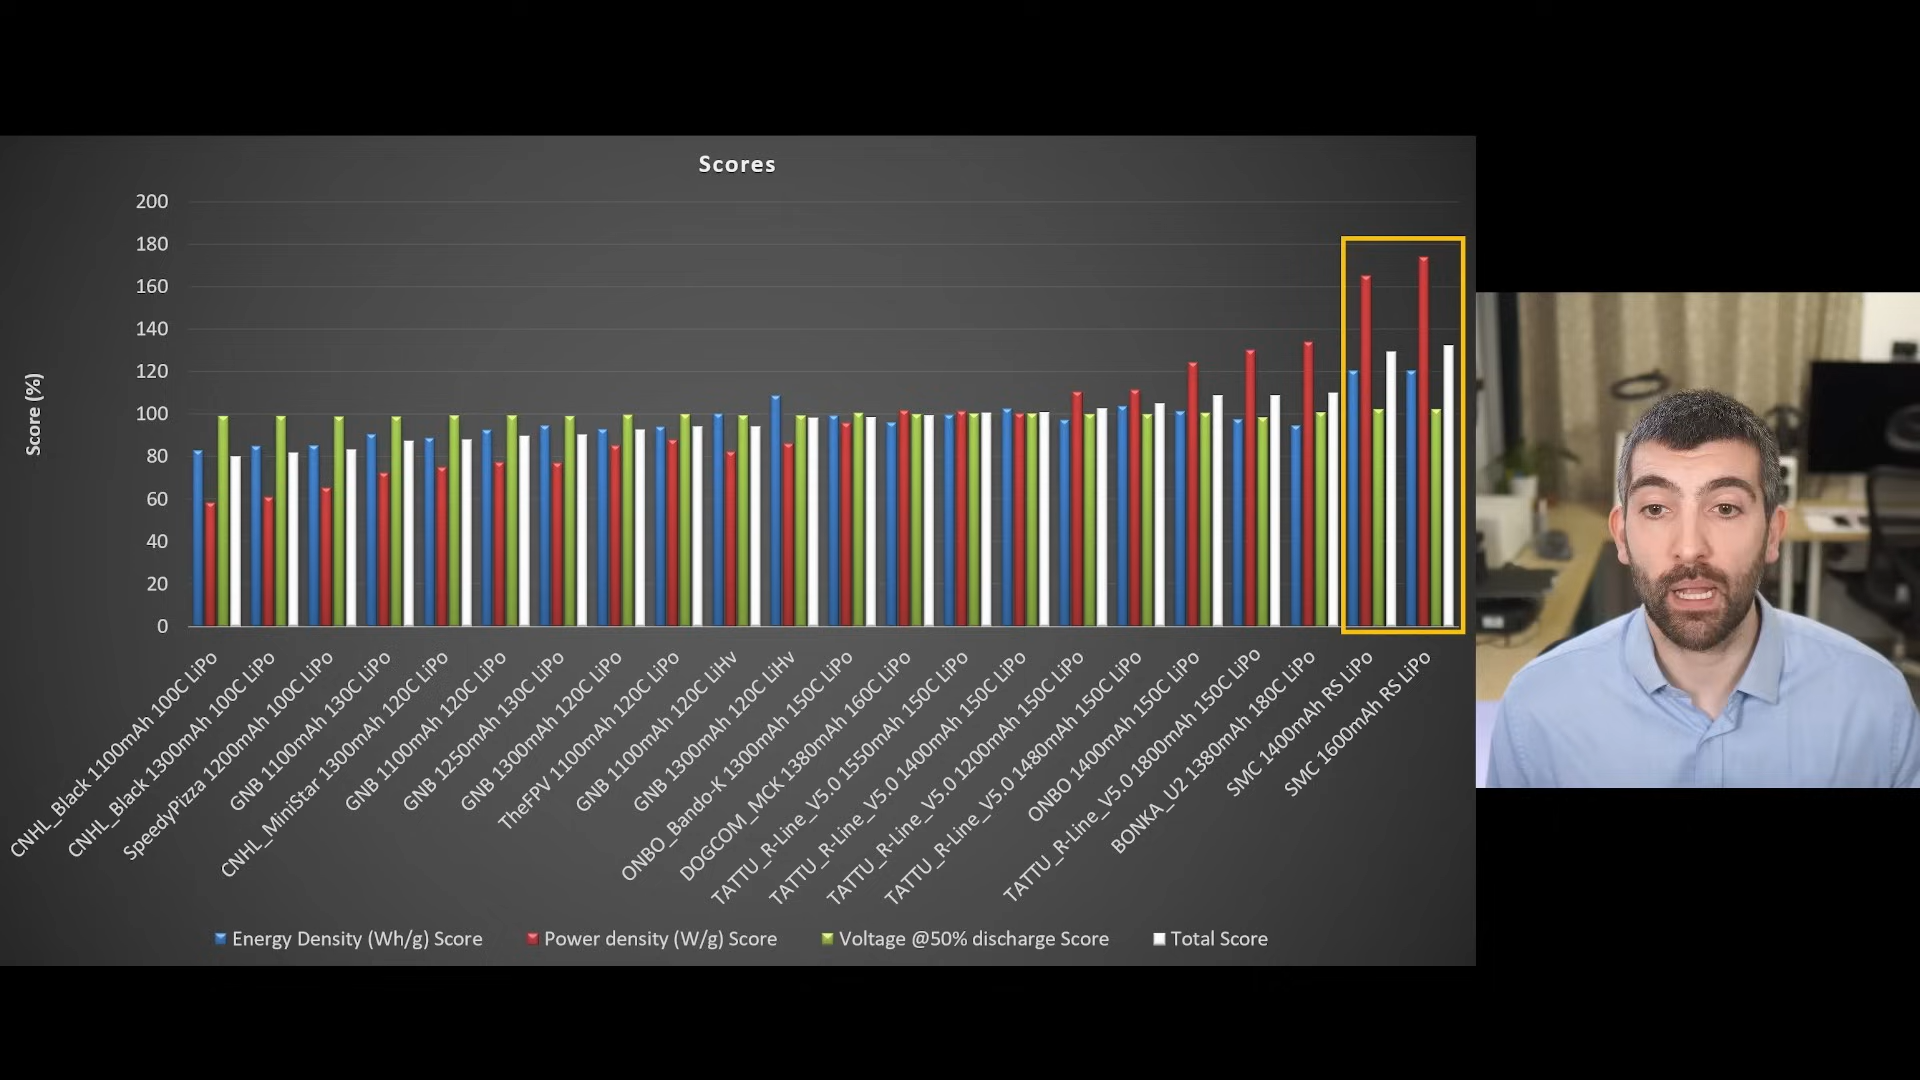 Scores
200
180
160
140
120
100
80
60
40
20
0
Score (%)
CNHL_Black 1100mAh 100C LiPo
CNHL_Black 1300mAh 100C LiPo
SpeedyPizza 1200mAh 100C LiPo
GNB 1100mAh 130C LiPo
CNHL_MiniStar 1300mAh 120C LiPo
GNB 1100mAh 120C LiPo
GNB 1250mAh 130C LiPo
GNB 1300mAh 120C LiPo
TheFPV 1100mAh 120C LiPo
GNB 1100mAh 120C LiHv
GNB 1300mAh 120C LiHv
ONBO_Bando-K 1300mAh 150C LiPo
DOGCOM_MCK 1380mAh 160C LiPo
TATTU_R-Line_V5.0 1550mAh 150C LiPo
TATTU_R-Line_V5.0 1400mAh 150C LiPo
TATTU_R-Line_V5.0 1200mAh 150C LiPo
TATTU_R-Line_V5.0 1480mAh 150C LiPo
ONBO 1400mAh 150C LiPo
TATTU_R-Line_V5.0 1800mAh 150C LiPo
BONKA_U2 1380mAh 180C LiPo
SMC 1400mAh RS LiPo
SMC 1600mAh RS LiPo
Energy Density (Wh/g) Score
Power density (W/g) Score
Voltage @50% discharge Score
Total Score